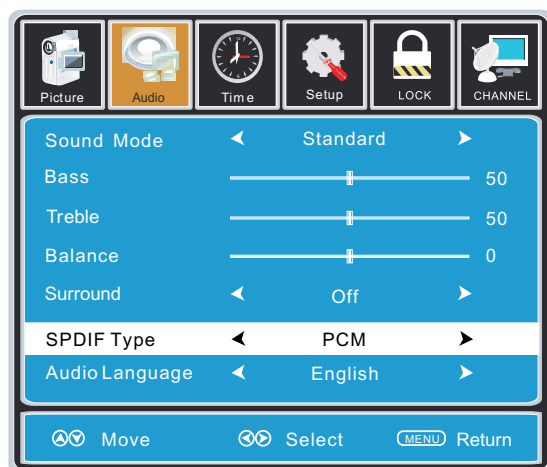 Picture Audio Time Setup LOCK CHANNEL
Sound Mode Standard
Bass 50
Treble 50
Balance 0
Surround Off
SPDIF Type PCM
Audio Language English
Move Select MENU Return